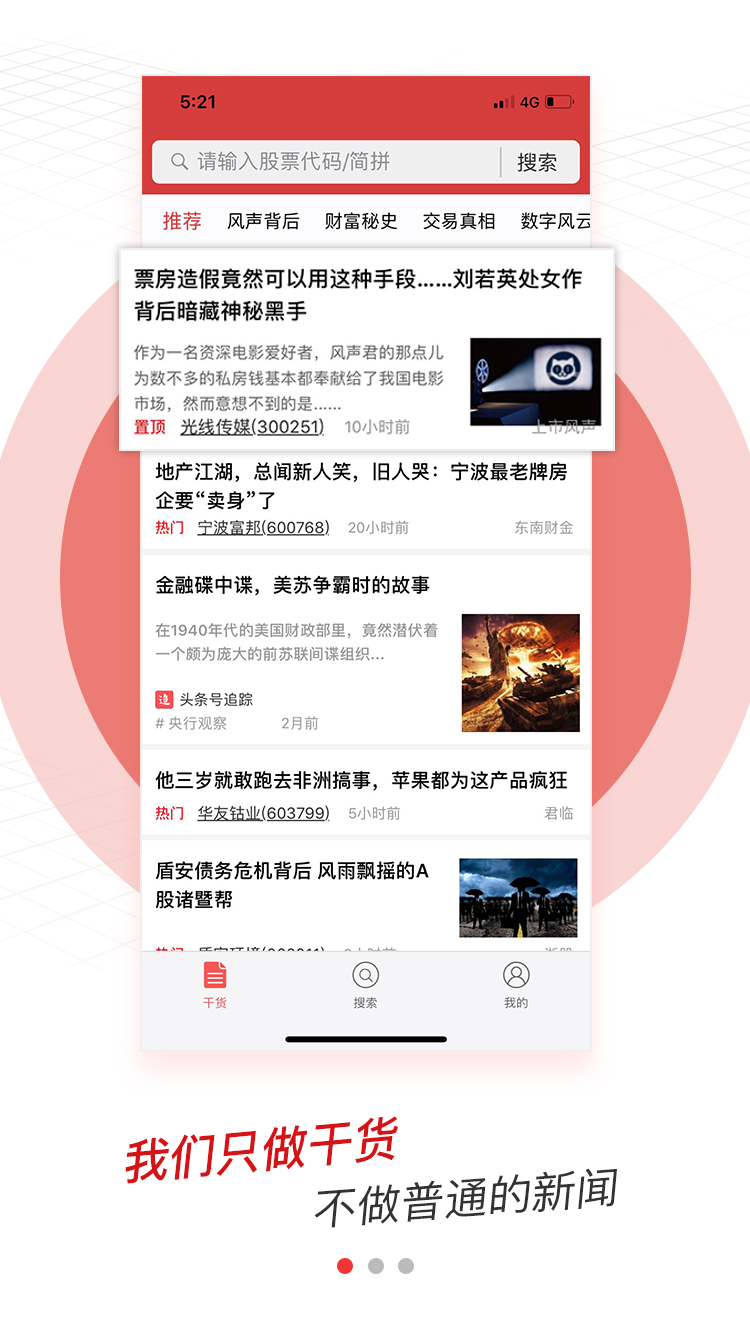 5:21
4G
请输入股票代码/简拼
搜索
推荐 风声背后 财富秘史 交易真相 数字风云
票房造假竟然可以用这种手段……刘若英处女作
背后暗藏神秘黑手
作为一名资深电影爱好者，风声君的那点儿
为数不多的私房钱基本都奉献给了我国电影
市场，然而意想不到的是……
置顶 光线传媒(300251) 10小时前 上市风声
地产江湖，总闻新人笑，旧人哭：宁波最老牌房
企要“卖身”了
热门 宁波富邦(600768) 20小时前 东南财金
金融碟中谍，美苏争霸时的故事
在1940年代的美国财政部里，竟然潜伏着
一个颇为庞大的前苏联间谍组织...
追 头条号追踪
# 央行观察 2月前
他三岁就敢跑去非洲搞事，苹果都为这产品疯狂
热门 华友钴业(603799) 5小时前 君临
盾安债务危机背后 风雨飘摇的A
股诸暨帮
干货
搜索
我的
我们只做干货
不做普通的新闻